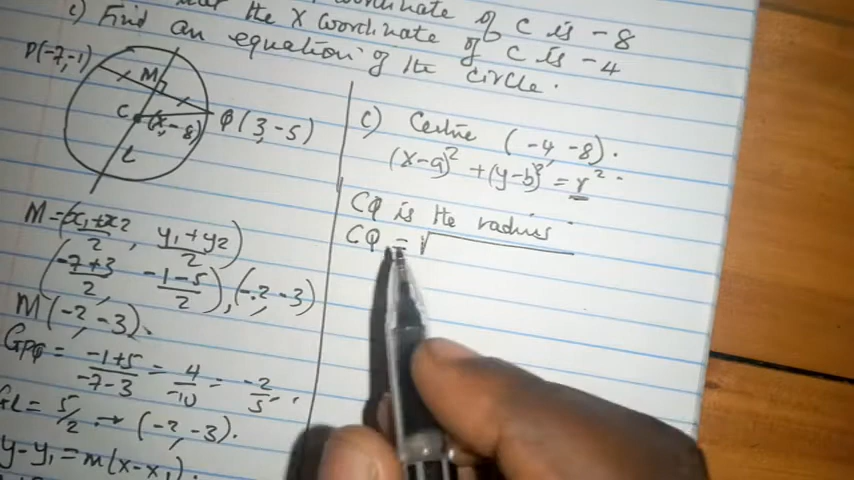 the x coordinate of C is -8
the x coordinate of C is -4
c) Find an equation of the circle.
P(-7,-1)
M
C
(x,-8)
Q(3,-5)
l
M=(x1+x2/2, y1+y2/2)
(-7+3/2, -1-5/2), (-2,-3)
M(-2,-3).
GPQ = -1+5/-7-3 = 4/-10 = -2/5.
GL = 5/2 → (-2,-3).
y-y1=m(x-x1).
c) Centre (-4,-8).
(x-a)² + (y-b)² = r².
CQ is the radius
CQ = √